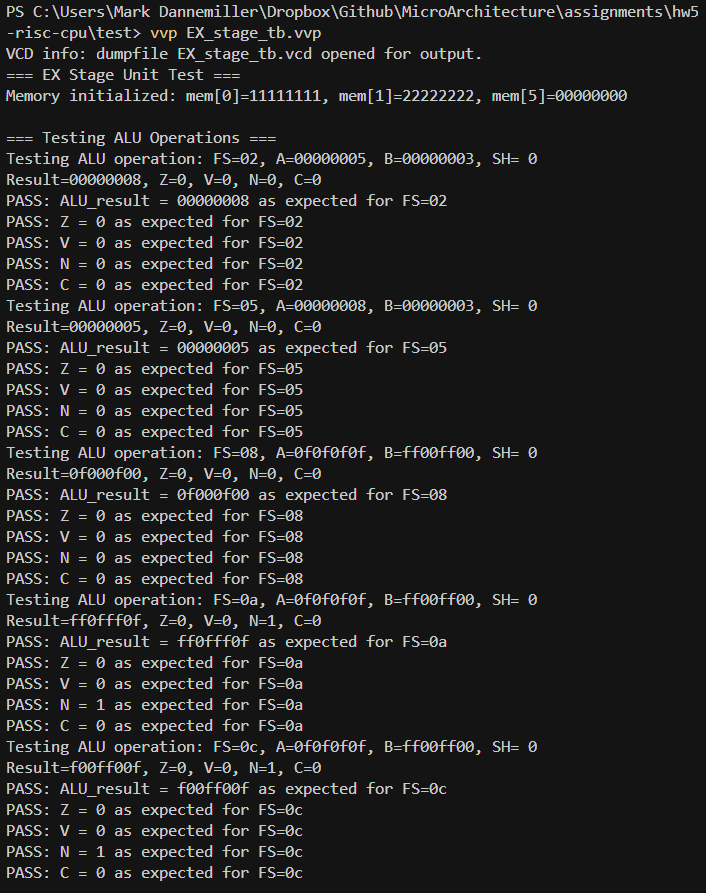 PS C:\Users\Mark Dannemiller\Dropbox\Github\MicroArchitecture\assignments\hw5
-risc-cpu\test> vvp EX_stage_tb.vvp
VCD info: dumpfile EX_stage_tb.vcd opened for output.
=== EX Stage Unit Test ===
Memory initialized: mem[0]=11111111, mem[1]=22222222, mem[5]=00000000

=== Testing ALU Operations ===
Testing ALU operation: FS=02, A=00000005, B=00000003, SH= 0
Result=00000008, Z=0, V=0, N=0, C=0
PASS: ALU_result = 00000008 as expected for FS=02
PASS: Z = 0 as expected for FS=02
PASS: V = 0 as expected for FS=02
PASS: N = 0 as expected for FS=02
PASS: C = 0 as expected for FS=02
Testing ALU operation: FS=05, A=00000008, B=00000003, SH= 0
Result=00000005, Z=0, V=0, N=0, C=0
PASS: ALU_result = 00000005 as expected for FS=05
PASS: Z = 0 as expected for FS=05
PASS: V = 0 as expected for FS=05
PASS: N = 0 as expected for FS=05
PASS: C = 0 as expected for FS=05
Testing ALU operation: FS=08, A=0f0f0f0f, B=ff00ff00, SH= 0
Result=0f000f00, Z=0, V=0, N=0, C=0
PASS: ALU_result = 0f000f00 as expected for FS=08
PASS: Z = 0 as expected for FS=08
PASS: V = 0 as expected for FS=08
PASS: N = 0 as expected for FS=08
PASS: C = 0 as expected for FS=08
Testing ALU operation: FS=0a, A=0f0f0f0f, B=ff00ff00, SH= 0
Result=ff0fff0f, Z=0, V=0, N=1, C=0
PASS: ALU_result = ff0fff0f as expected for FS=0a
PASS: Z = 0 as expected for FS=0a
PASS: V = 0 as expected for FS=0a
PASS: N = 1 as expected for FS=0a
PASS: C = 0 as expected for FS=0a
Testing ALU operation: FS=0c, A=0f0f0f0f, B=ff00ff00, SH= 0
Result=f00ff00f, Z=0, V=0, N=1, C=0
PASS: ALU_result = f00ff00f as expected for FS=0c
PASS: Z = 0 as expected for FS=0c
PASS: V = 0 as expected for FS=0c
PASS: N = 1 as expected for FS=0c
PASS: C = 0 as expected for FS=0c